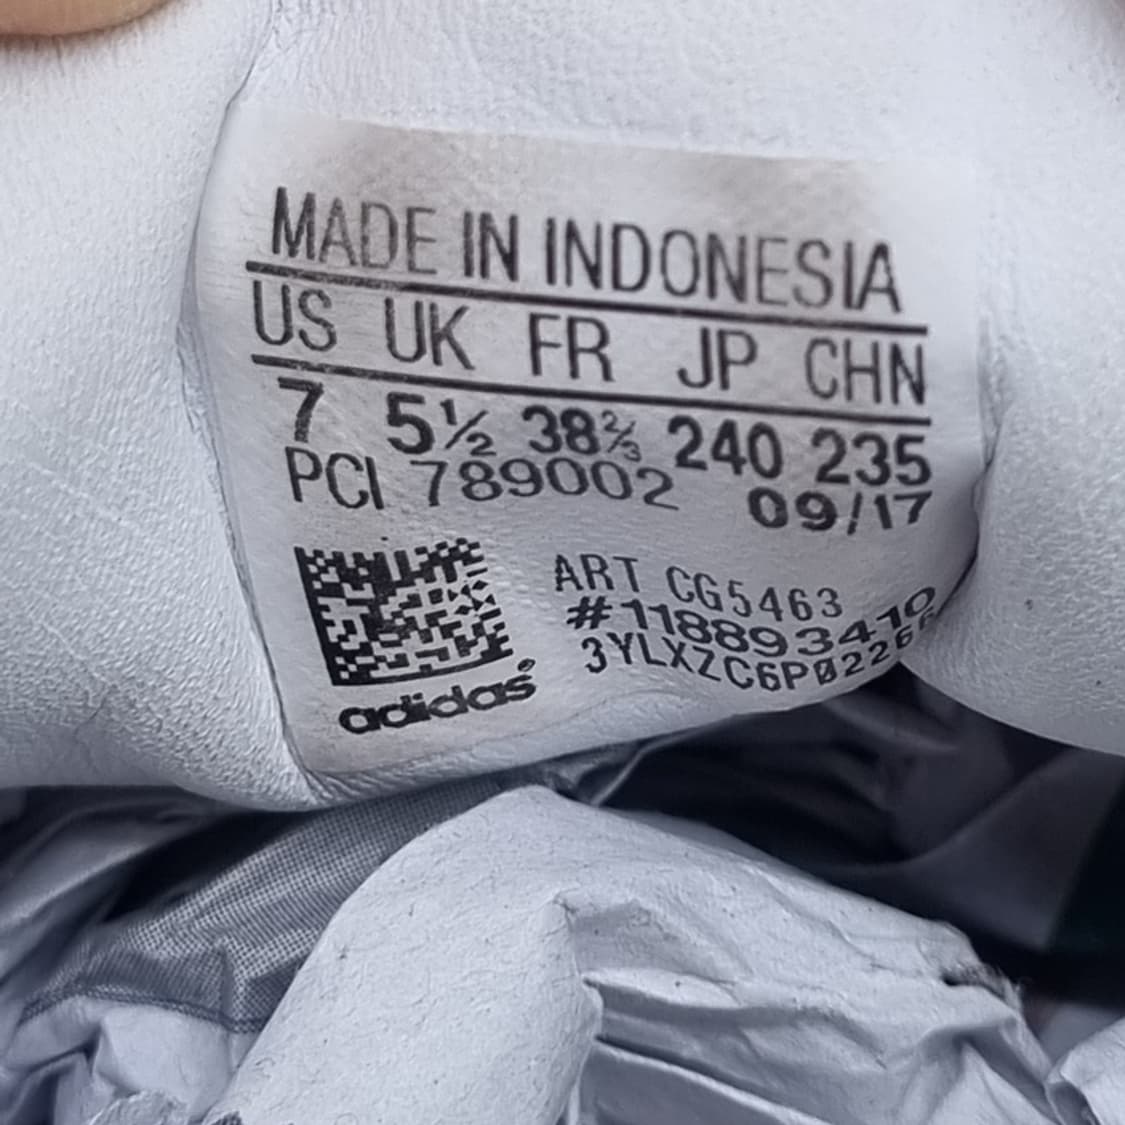 MADE IN INDONESIA
US UK FR JP CHN
7 5½ 38⅔ 240 235
PCI 789002 09/17
ART CG5463
#118893410
adidas